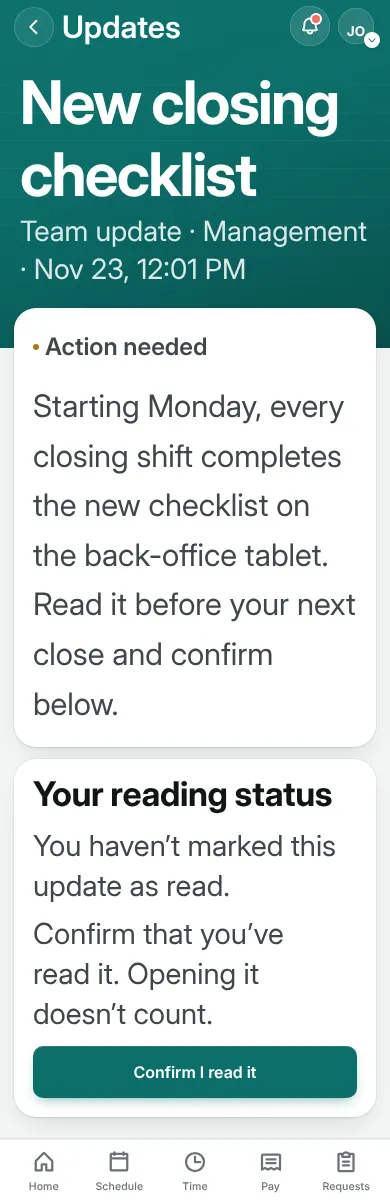 Updates
JO
New closing
checklist
Team update · Management
· Nov 23, 12:01 PM
Action needed
Starting Monday, every
closing shift completes
the new checklist on
the back-office tablet.
Read it before your next
close and confirm
below.
Your reading status
You haven’t marked this
update as read.
Confirm that you’ve
read it. Opening it
doesn’t count.
Confirm I read it
Home
Schedule
Time
Pay
Requests